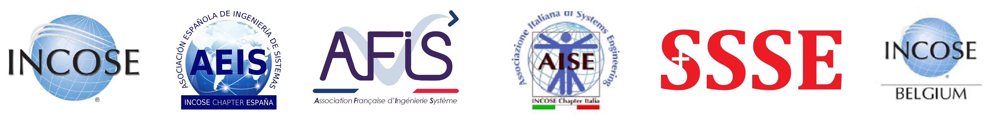 INCOSE
®
ASOCIACIÓN ESPAÑOLA DE INGENIERÍA DE SISTEMAS
AEIS
INCOSE CHAPTER ESPAÑA
AFiS
Association Française d'Ingénierie Système
Associazione Italiana di Systems Engineering
AISE
INCOSE Chapter Italia
SSSE
INCOSE
BELGIUM